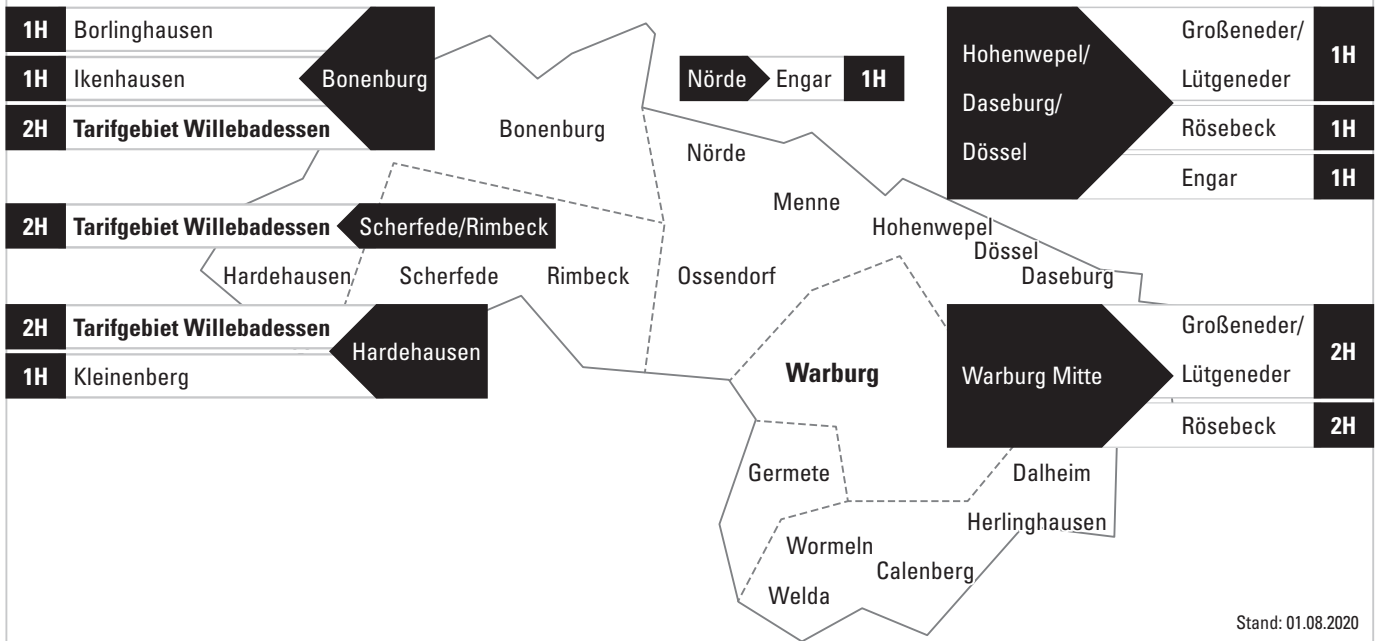 1H Borlinghausen
1H Ikenhausen
Bonenburg
2H Tarifgebiet Willebadessen
Nörde Engar 1H
Hohenwepel/
Daseburg/
Dössel
Großeneder/
Lütgeneder
1H
Rösebeck 1H
Engar 1H
Bonenburg
Nörde
Menne
2H Tarifgebiet Willebadessen Scherfede/Rimbeck
Hohenwepel
Dössel
Daseburg
Hardehausen
Scherfede
Rimbeck
Ossendorf
2H Tarifgebiet Willebadessen
1H Kleinenberg
Hardehausen
Warburg
Warburg Mitte
Großeneder/
Lütgeneder
2H
Rösebeck 2H
Germete
Dalheim
Herlinghausen
Wormeln
Calenberg
Welda
Stand: 01.08.2020